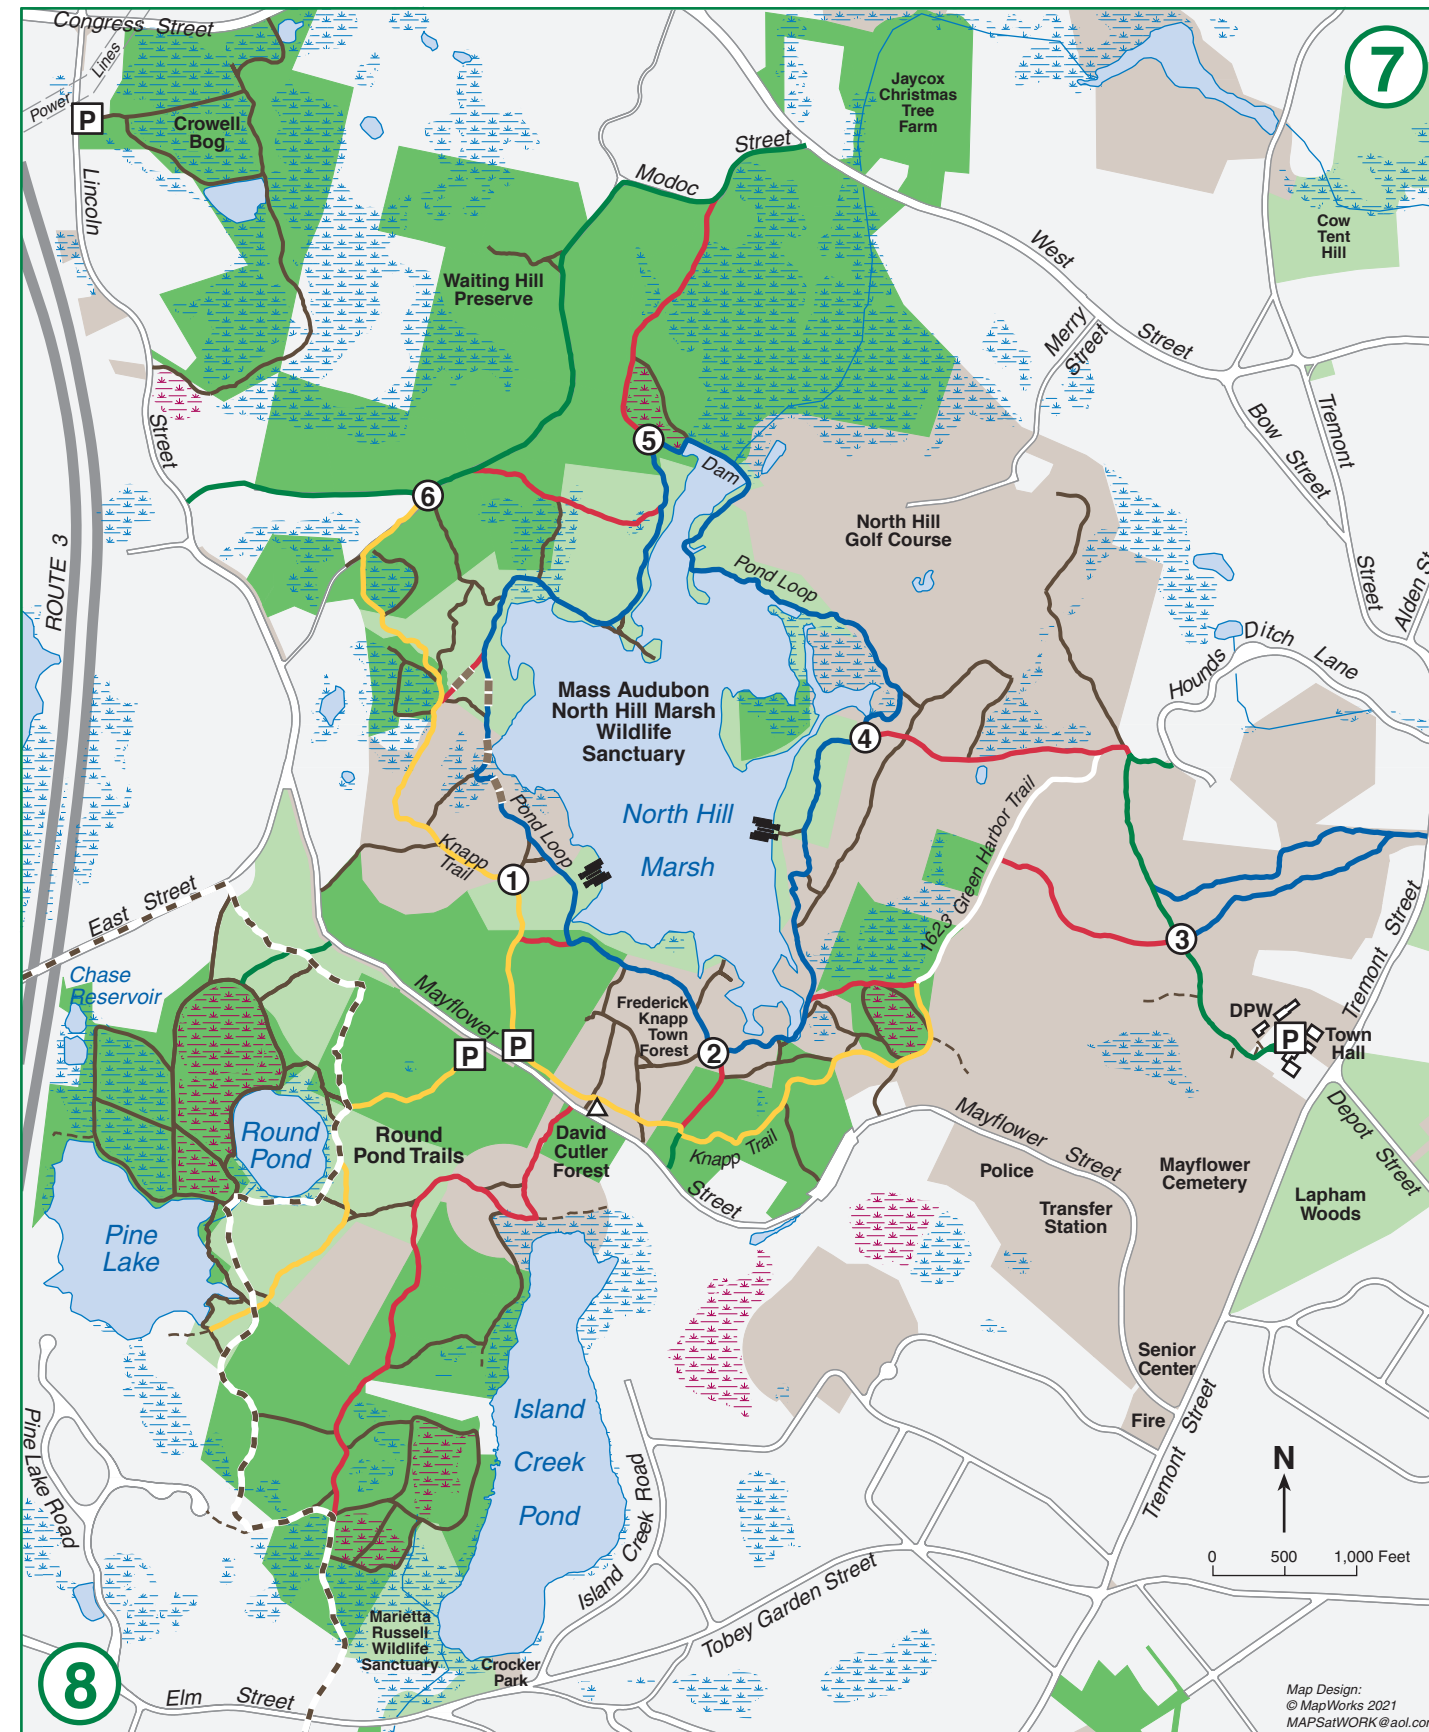 Congress Street
7
Power
Lines
P
Crowell
Bog
Lincoln
Street
Jaycox
Christmas
Tree
Farm
Modoc
Street
Cow
Tent
Hill
West
Street
Waiting Hill
Preserve
Merry
Street
Tremont
Street
Bow
Street
Alden St
ROUTE 3
5
Dam
6
North Hill
Golf Course
Pond Loop
Hounds
Ditch
Lane
Mass Audubon
North Hill Marsh
Wildlife
Sanctuary
4
North Hill
Marsh
Pond Loop
Knapp
Trail
1
1623 Green Harbor Trail
3
East Street
Chase
Reservoir
Mayflower
Street
Frederick
Knapp
Town
Forest
2
DPW
P
Town
Hall
Tremont Street
P
P
Round
Pond
Round
Pond Trails
David
Cutler
Forest
Knapp Trail
Mayflower
Street
Police
Mayflower
Cemetery
Depot
Street
Transfer
Station
Lapham
Woods
Pine
Lake
Senior
Center
Fire
Tremont Street
Island
Creek
Pond
Pine Lake Road
Island Creek Road
Tobey Garden Street
N
0 500 1,000 Feet
Marietta
Russell
Wildlife
Sanctuary
Crocker
Park
8
Elm Street
Map Design:
© MapWorks 2021
MAPSatWORK@aol.com